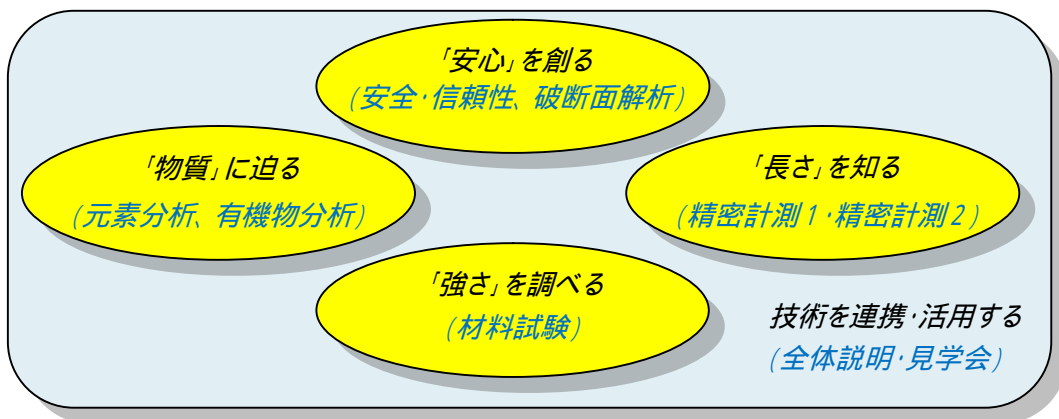 「安心」を創る
(安全・信頼性、破断面解析)
「物質」に迫る
(元素分析、有機物分析)
「長さ」を知る
(精密計測1・精密計測2)
「強さ」を調べる
(材料試験)
技術を連携・活用する
(全体説明・見学会)